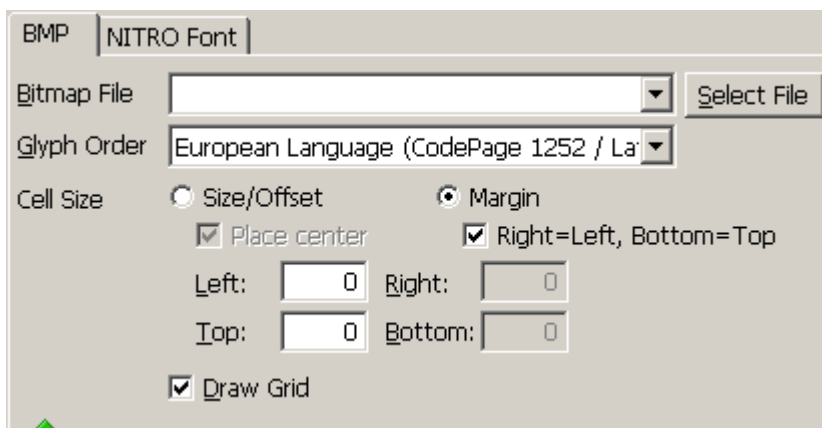 BMP NITRO Font
Bitmap File Select File
Glyph Order European Language (CodePage 1252 /
Cell Size Size/Offset Margin
Place center Right=Left, Bottom=Top
Left: 0 Right: 0
Top: 0 Bottom: 0
Draw Grid